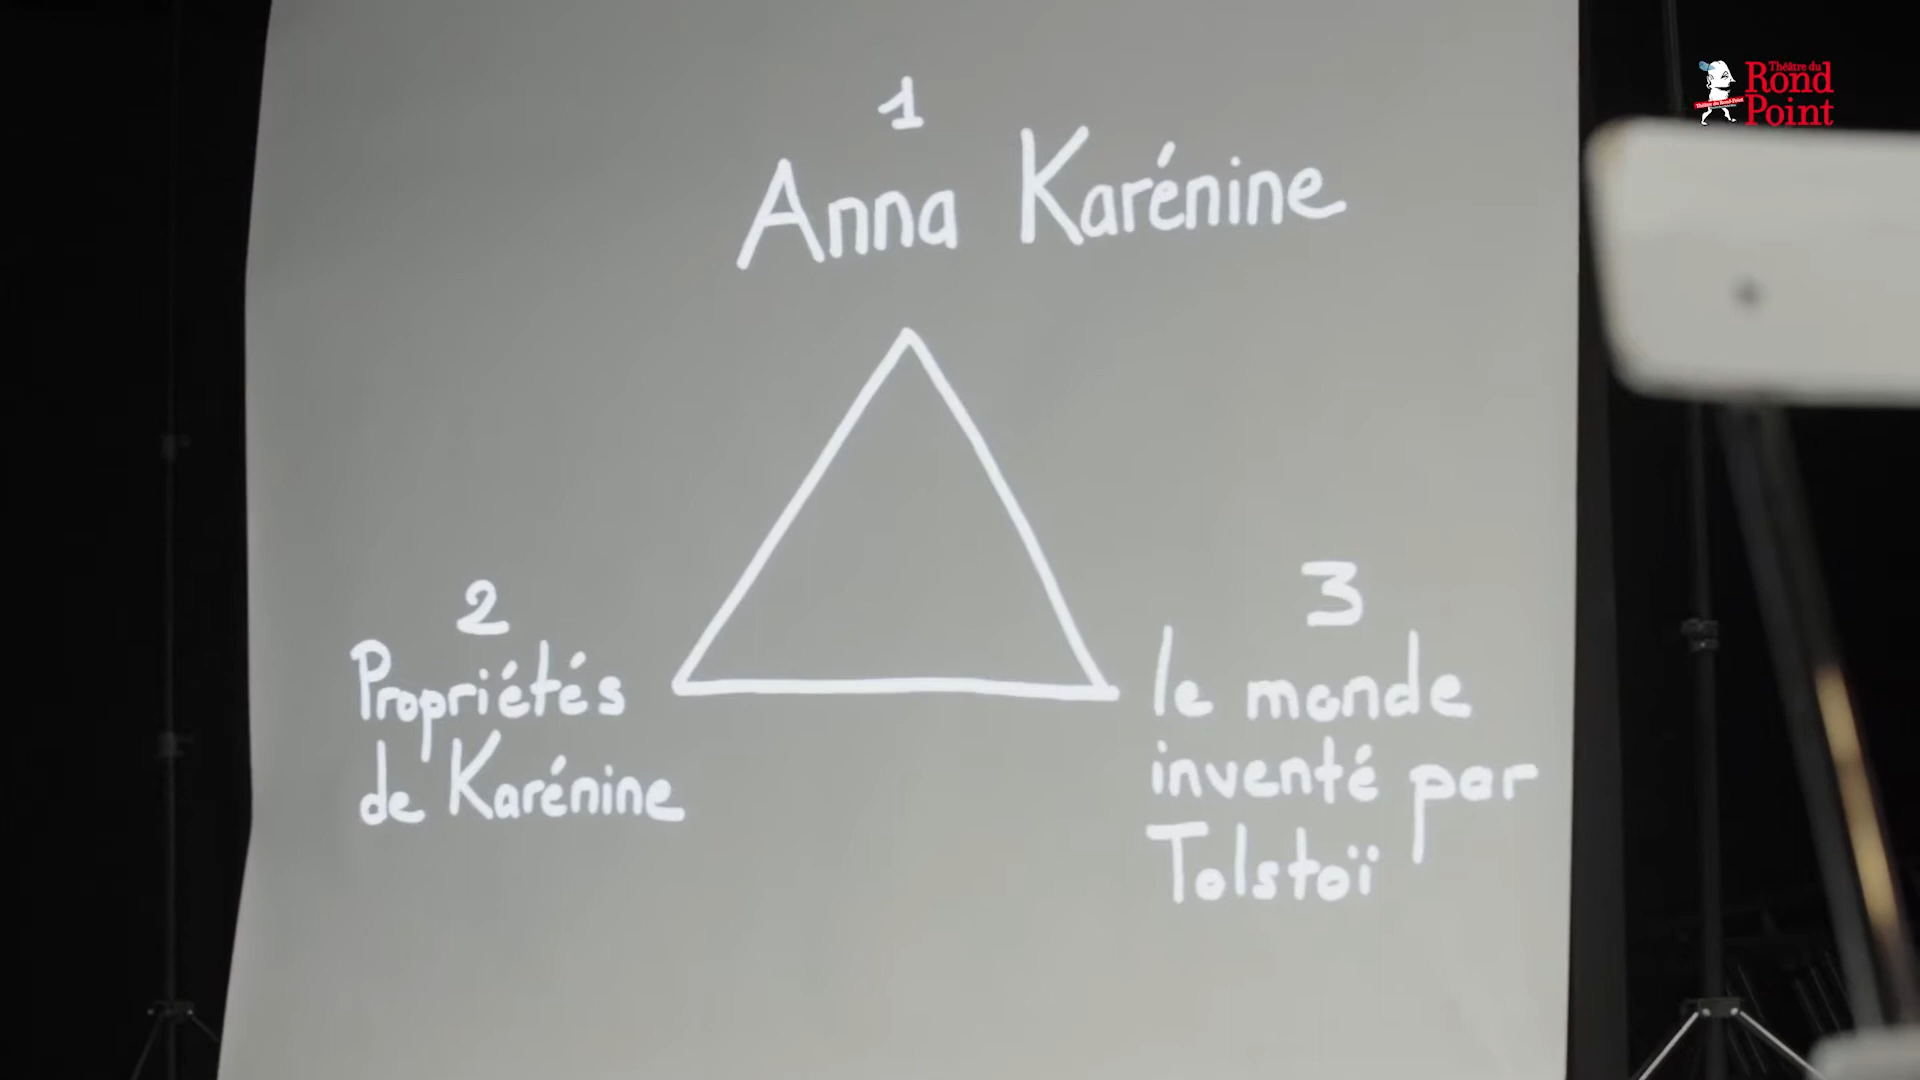 1
Anna Karénine
2
Propriétés
de Karénine
3
le monde
inventé par
Tolstoï
Théâtre du
Rond
Point